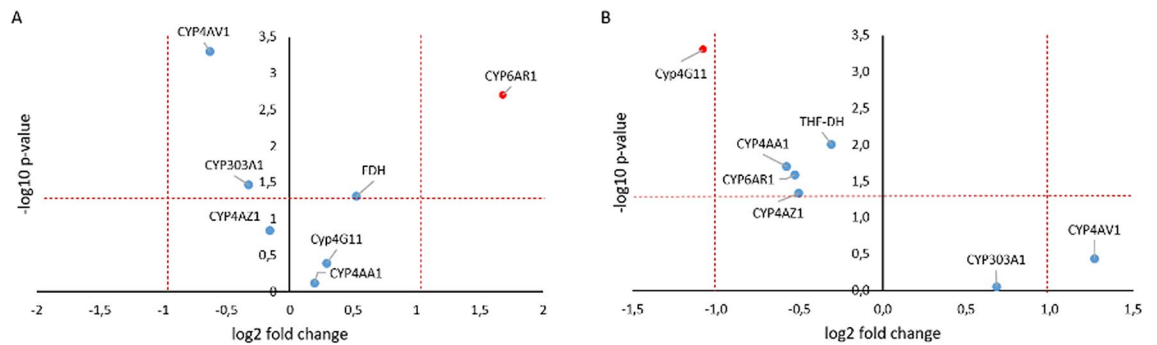 A
B
CYP4AV1
3,5
3
2,5
2
1,5
1
0,5
0
CYP6AR1
CYP303A1
FDH
CYP4AZ1
Cyp4G11
CYP4AA1
-log10 p-value
-2
-1,5
-1
-0,5
0
0,5
1
1,5
2
log2 fold change
3,5
3,0
2,5
2,0
1,5
1,0
0,5
0,0
Cyp4G11
THF-DH
CYP4AA1
CYP6AR1
CYP4AZ1
CYP4AV1
CYP303A1
-log10 p-value
-1,5
-1,0
-0,5
0,0
0,5
1,0
1,5
log2 fold change